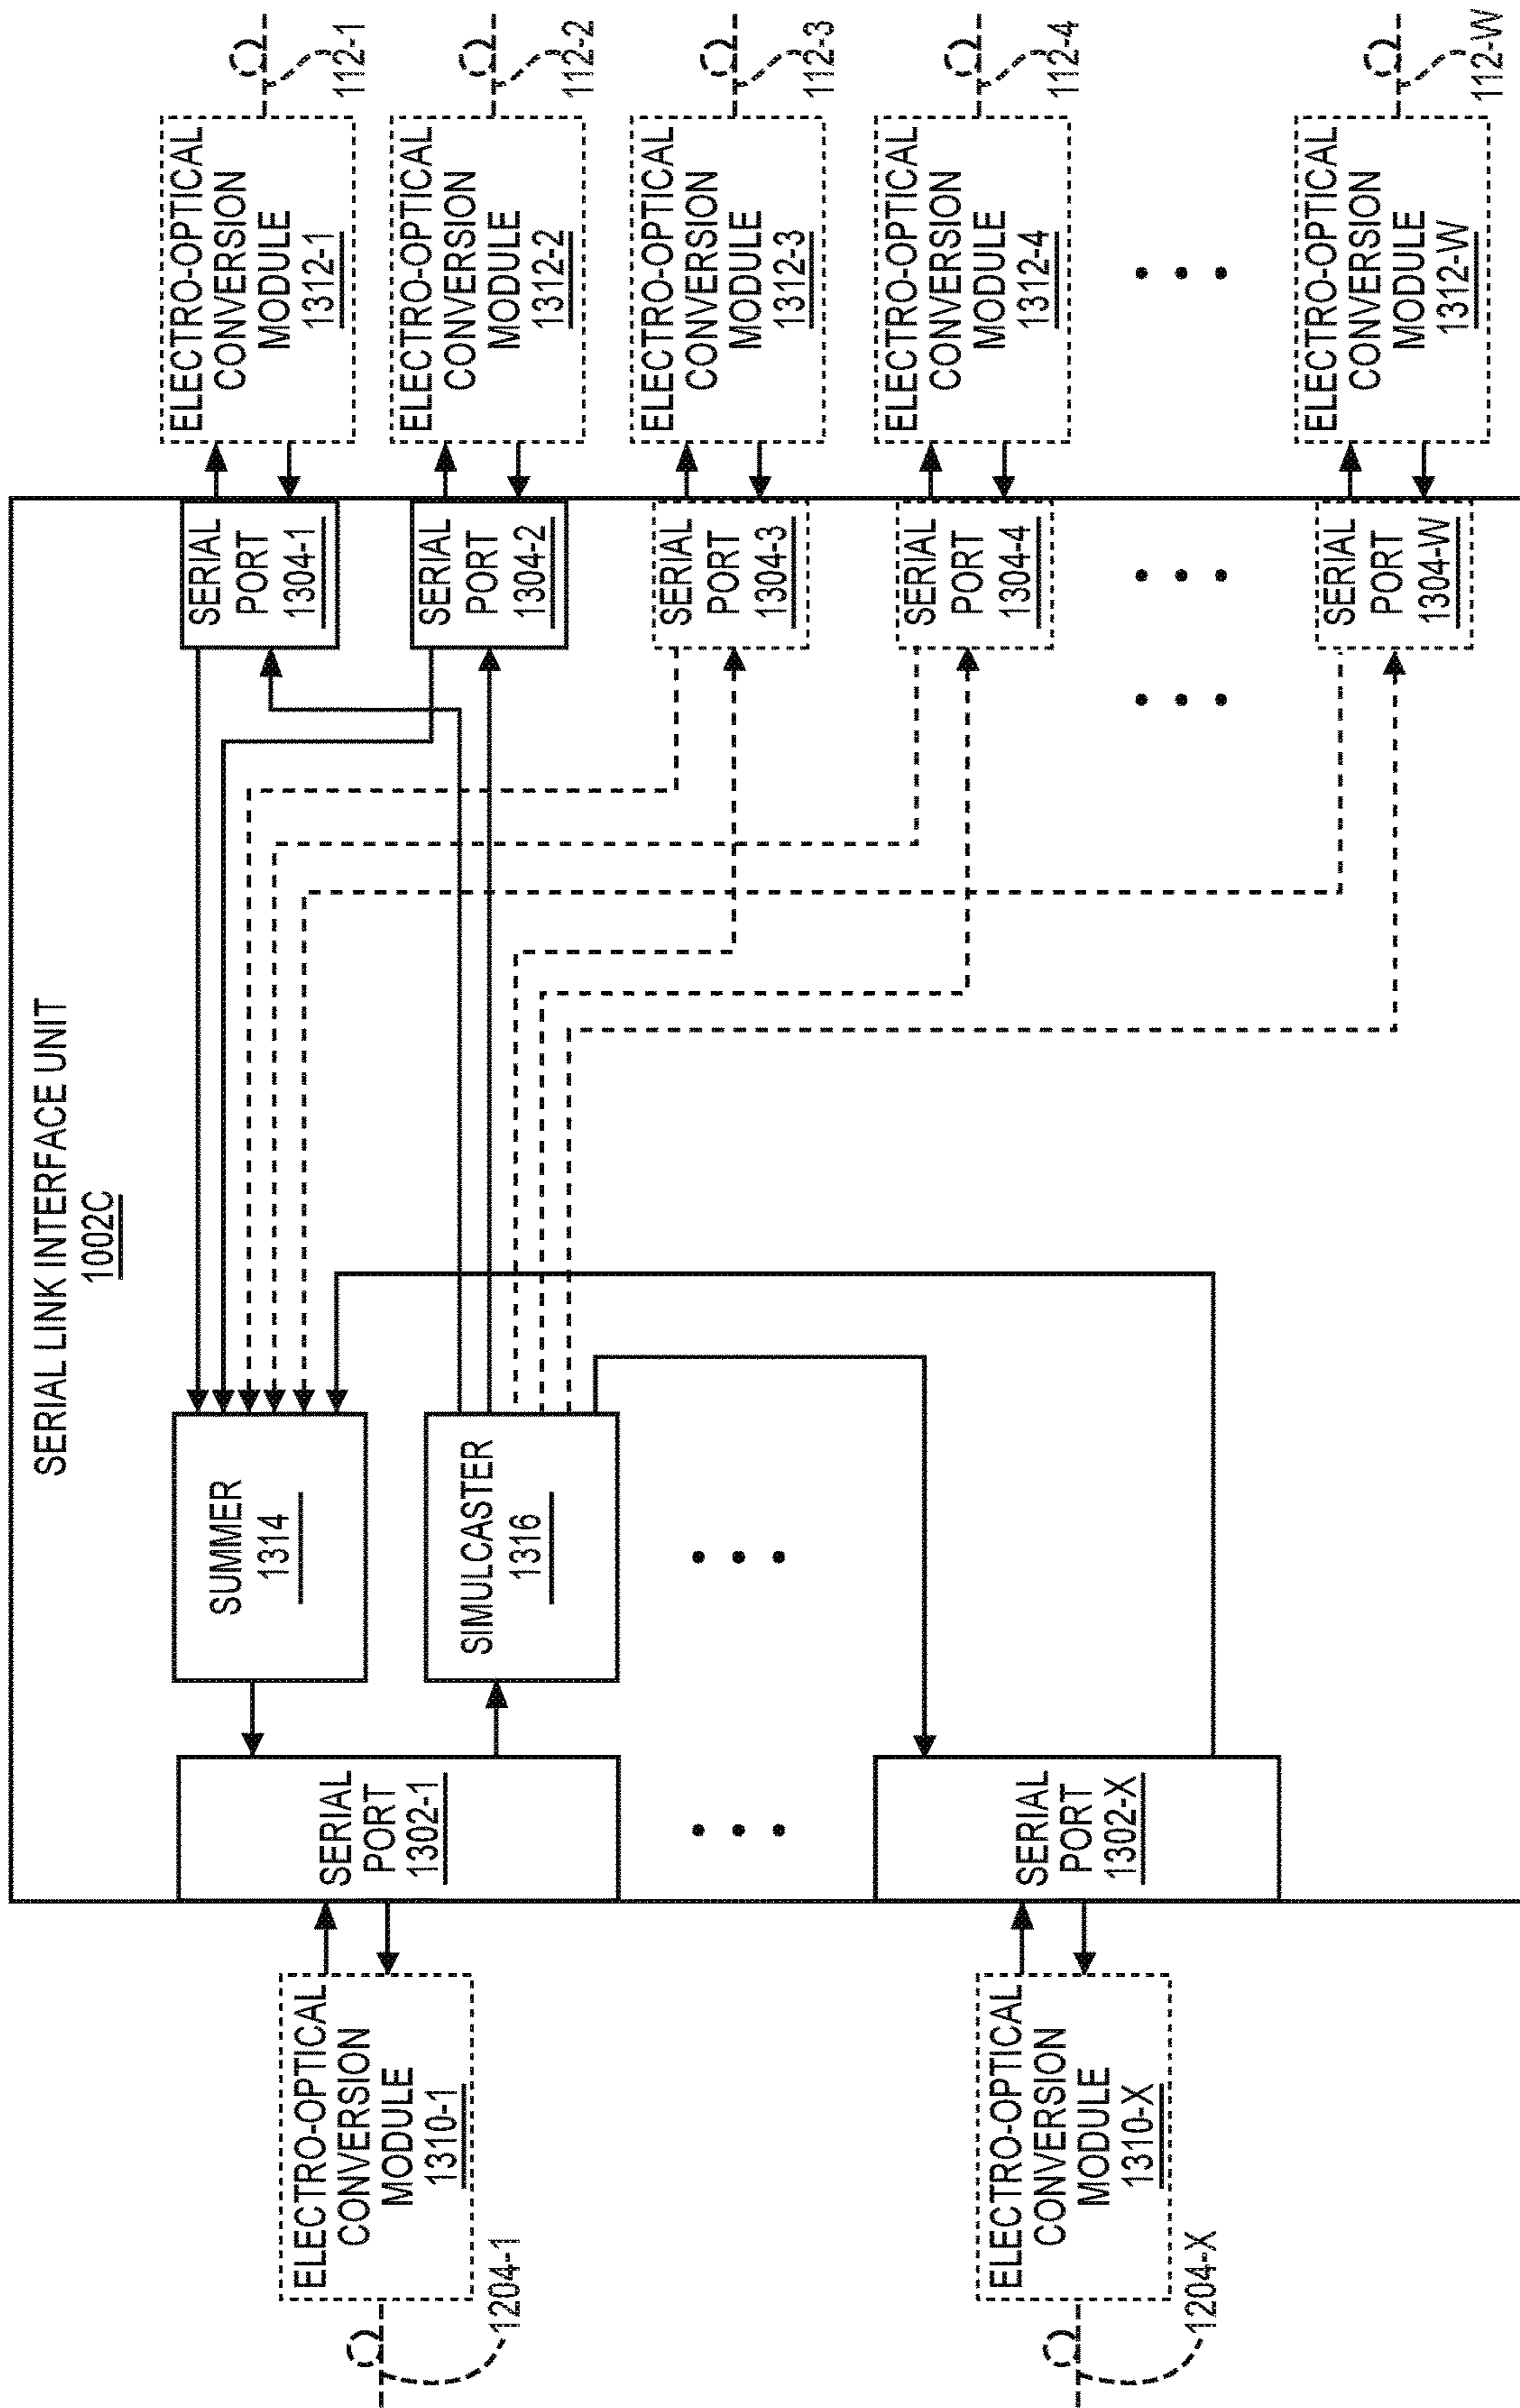 SERIAL LINK INTERFACE UNIT
1002C
ELECTRO-OPTICAL
CONVERSION
MODULE
1310-1
1204-1
SERIAL
PORT
1302-1
SUMMER
1314
SIMULCASTER
1316
ELECTRO-OPTICAL
CONVERSION
MODULE
1310-X
1204-X
SERIAL
PORT
1302-X
SERIAL
PORT
1304-1
ELECTRO-OPTICAL
CONVERSION
MODULE
1312-1
112-1
SERIAL
PORT
1304-2
ELECTRO-OPTICAL
CONVERSION
MODULE
1312-2
112-2
SERIAL
PORT
1304-3
ELECTRO-OPTICAL
CONVERSION
MODULE
1312-3
112-3
SERIAL
PORT
1304-4
ELECTRO-OPTICAL
CONVERSION
MODULE
1312-4
112-4
SERIAL
PORT
1304-W
ELECTRO-OPTICAL
CONVERSION
MODULE
1312-W
112-W